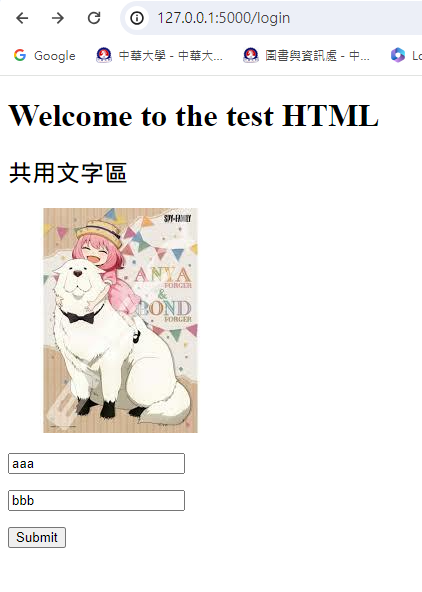 127.0.0.1:5000/login
Google 中華大學 - 中華大... 圖書與資訊處 - 中... Lo
Welcome to the test HTML
共用文字區
SPY×FAMILY
ANYA
FORGER
&
BOND
FORGER
aaa
bbb
Submit